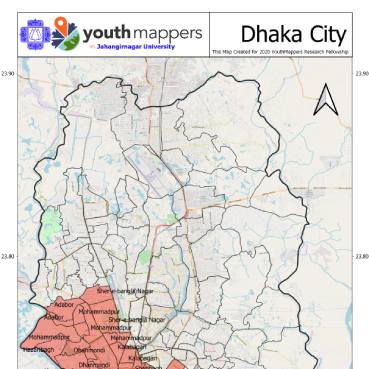 youthmappers
Jahangirnagar University
Dhaka City
This Map Created for 2020 YouthMappers Research Fellowship
23.90
23.90
23.80
23.80
Sher-e-bangla Nagar
Adabor
Mohammadpur
Adabor
Sher-e-bangla Nagar
Mohammadpur
Mohammadpur
Mohammadpur
Kalabagan
Hazaribagh
Dhanmondi
Kalabagan
Dhanmondi